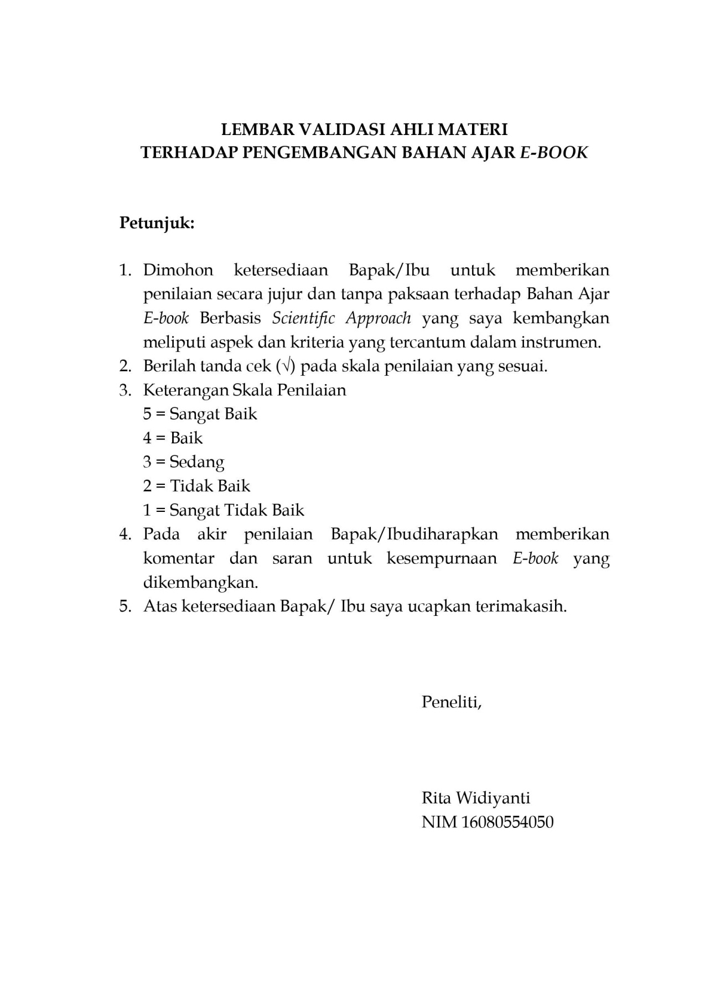 LEMBAR VALIDASI AHLI MATERI
TERHADAP PENGEMBANGAN BAHAN AJAR E-BOOK
Petunjuk:
1. Dimohon ketersediaan Bapak/Ibu untuk memberikan
penilaian secara jujur dan tanpa paksaan terhadap Bahan Ajar
E-book Berbasis Scientific Approach yang saya kembangkan
meliputi aspek dan kriteria yang tercantum dalam instrumen.
2. Berilah tanda cek (√) pada skala penilaian yang sesuai.
3. Keterangan Skala Penilaian
5 = Sangat Baik
4 = Baik
3 = Sedang
2 = Tidak Baik
1 = Sangat Tidak Baik
4. Pada akir penilaian Bapak/Ibudiharapkan memberikan
komentar dan saran untuk kesempurnaan E-book yang
dikembangkan.
5. Atas ketersediaan Bapak/ Ibu saya ucapkan terimakasih.
Peneliti,
Rita Widiyanti
NIM 16080554050